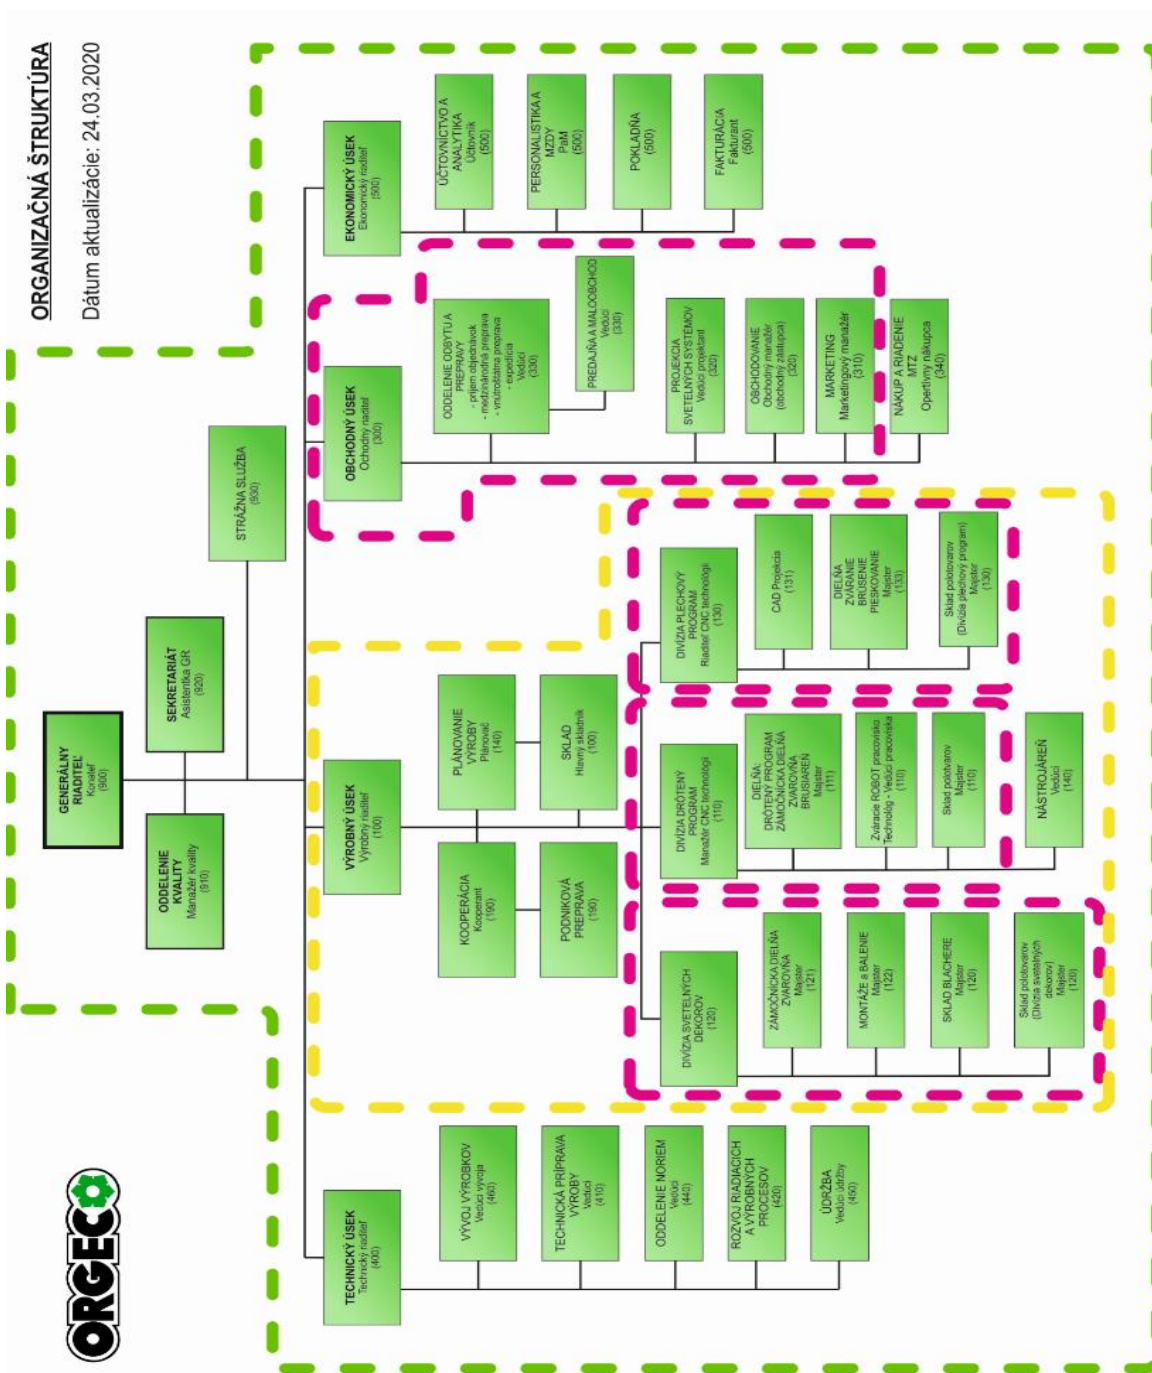 ORGECO
ORGANIZAČNÁ ŠTRUKTÚRA
Dátum aktualizácie: 24.03.2020
GENERÁLNY
RIADITEĽ
Konateľ
(900)
ODDELENIE
KVALITY
Manažér kvality
(910)
SEKRETARIÁT
Asistentka GR
(920)
STRÁŽNA SLUŽBA
(930)
TECHNICKÝ ÚSEK
Technický riaditeľ
(400)
VÝVOJ VÝROBKOV
Vedúci vývoja
(460)
TECHNICKÁ PRÍPRAVA
VÝROBY
Vedúci
(410)
ODDELENIE NORIEM
Vedúci
(440)
ROZVOJ RIADIACICH
A VÝROBNÝCH
PROCESOV
(420)
ÚDRŽBA
Vedúci údržby
(450)
VÝROBNÝ ÚSEK
Výrobný riaditeľ
(100)
KOOPERÁCIA
Kooperant
(190)
PLÁNOVANIE
VÝROBY
Plánovač
(140)
PODNIKOVÁ
PREPRAVA
(190)
SKLAD
Hlavný skladník
(100)
DIVÍZIA SVETELNÝCH
DEKOROV
(120)
ZÁMOČNÍCKA DIELŇA
ZVAROVŇA
Majster
(121)
MONTÁŽE a BALENIE
Majster
(122)
SKLAD BLACHERE
Majster
(120)
Sklad polotovarov
(Divízia svetelných
dekorov)
Majster
(120)
DIVÍZIA DRÔTENÝ
PROGRAM
Manažér CNC technológií
(110)
DIELŇA:
DRÔTENÝ PROGRAM
ZÁMOČNÍCKA DIELŇA
ZVAROVŇA
BRUSIAREŇ
Majster
(111)
Zváracie ROBOT pracovisko
Technológ - Vedúci pracoviska
(110)
Sklad polotvarov
Majster
(110)
NÁSTROJÁREŇ
Vedúci
(140)
DIVÍZIA PLECHOVÝ
PROGRAM
Riaditeľ CNC technológií
(130)
CAD Projekcia
(131)
DIELŇA
ZVÁRANIE
BRÚSENIE
PIESKOVANIE
Majster
(133)
Sklad polotovarov
(Divízia plechový program)
Majster
(130)
OBCHODNÝ ÚSEK
Ochodný riaditeľ
(300)
ODDELENIE ODBYTU A
PREPRAVY
- príjem objednávok
- medzinárodná preprava
- vnútroštátna preprava
- expedícia
Vedúci
(330)
PREDAJŇA A MALOOBCHOD
Vedúci
(330)
PROJEKCIA
SVETELNÝCH SYSTÉMOV
Vedúci projektant
(320)
OBCHODOVANIE
Obchodný manažér
(obchodný zástupca)
(320)
MARKETING
Marketingový manažér
(310)
NÁKUP A RIADENIE
MTZ
Opertívny nákupca
(340)
EKONOMICKÝ ÚSEK
Ekonomický riaditeľ
(500)
ÚČTOVNÍCTVO A
ANALYTIKA
Účtovník
(500)
PERSONALISTIKA A
MZDY
PaM
(500)
POKLADŇA
(500)
FAKTURÁCIA
Fakturant
(500)